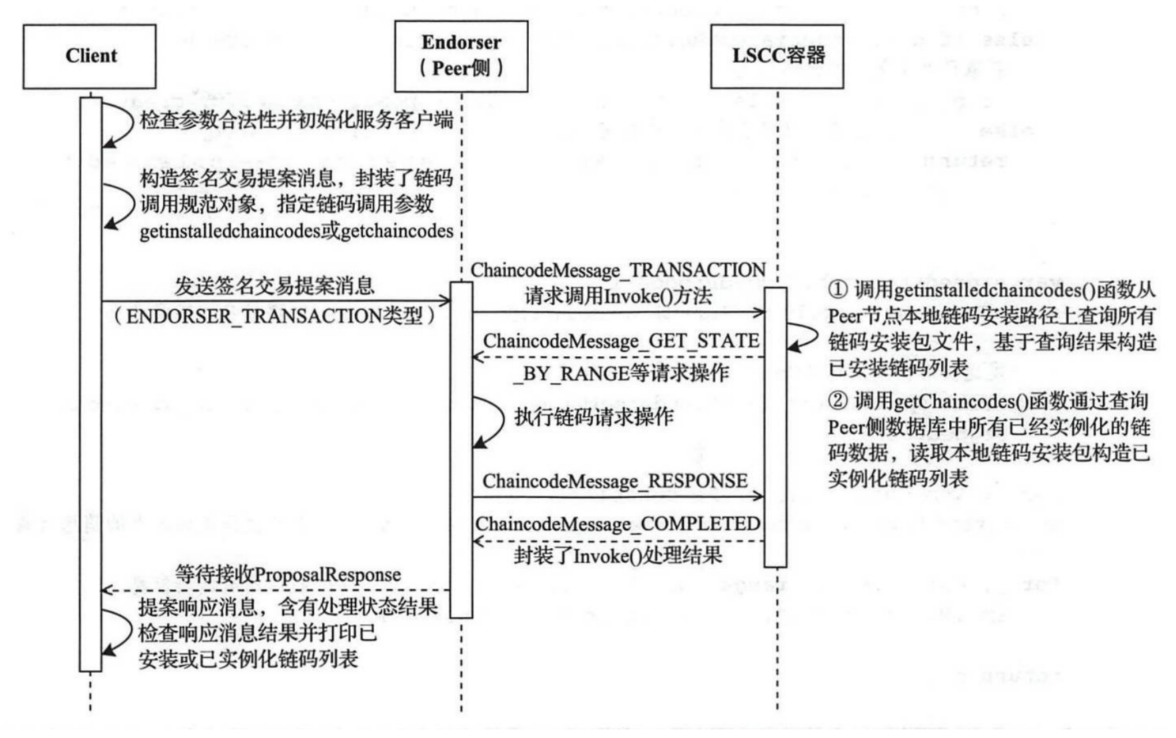 Client
Endorser
（Peer侧）
LSCC容器
检查参数合法性并初始化服务客户端
构造签名交易提案消息，封装了链码
调用规范对象，指定链码调用参数
getinstalledchaincodes或getchaincodes
发送签名交易提案消息
（ENDORSER_TRANSACTION类型）
ChaincodeMessage_TRANSACTION
请求调用Invoke()方法
① 调用getinstalledchaincodes()函数从
Peer节点本地链码安装路径上查询所有
链码安装包文件，基于查询结果构造
已安装链码列表
② 调用getChaincodes()函数通过查询
Peer侧数据库中所有已经实例化的链
码数据，读取本地链码安装包构造已
实例化链码列表
ChaincodeMessage_GET_STATE
_BY_RANGE等请求操作
执行链码请求操作
ChaincodeMessage_RESPONSE
ChaincodeMessage_COMPLETED
封装了Invoke()处理结果
等待接收ProposalResponse
提案响应消息，含有处理状态结果
检查响应消息结果并打印已
安装或已实例化链码列表